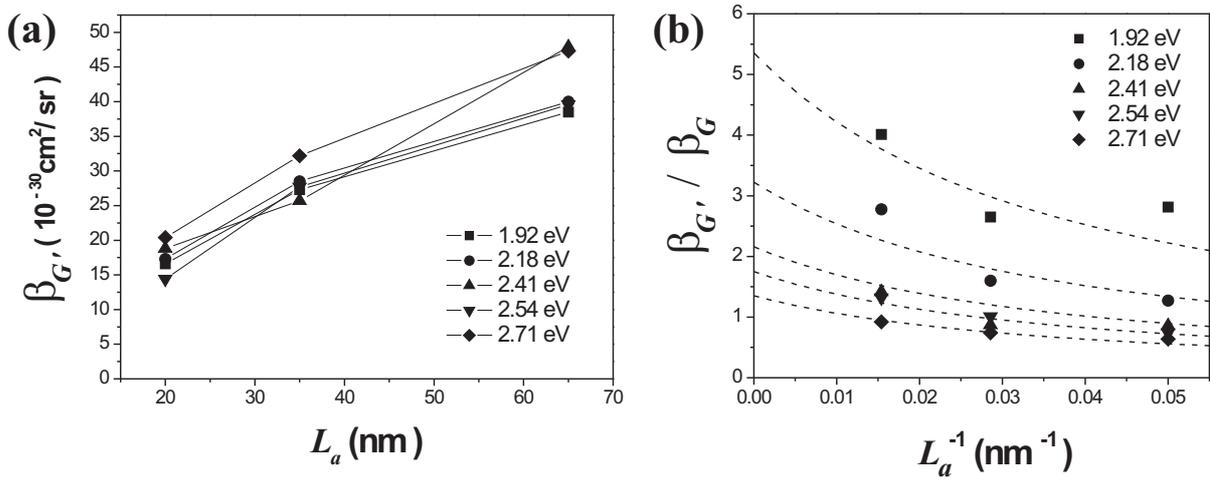 (a)
50
45
40
35
30
25
20
15
10
5
0
β_G' (10^-30 cm²/sr)
1.92 eV
2.18 eV
2.41 eV
2.54 eV
2.71 eV
20 30 40 50 60 70
L_a (nm)
(b)
6
5
4
3
2
1
0
β_G' / β_G
1.92 eV
2.18 eV
2.41 eV
2.54 eV
2.71 eV
0.00 0.01 0.02 0.03 0.04 0.05
L_a^-1 (nm^-1)